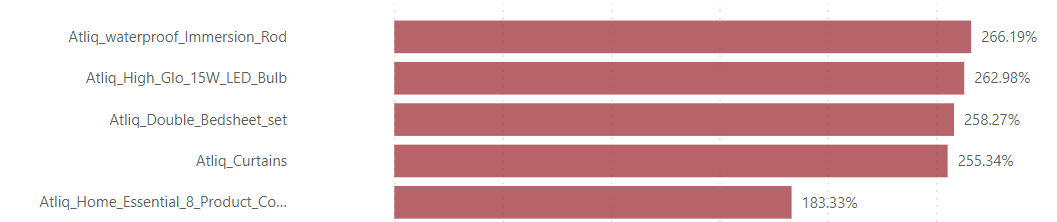 Atliq_waterproof_Immersion_Rod 266.19%
Atliq_High_Glo_15W_LED_Bulb 262.98%
Atliq_Double_Bedsheet_set 258.27%
Atliq_Curtains 255.34%
Atliq_Home_Essential_8_Product_Co... 183.33%